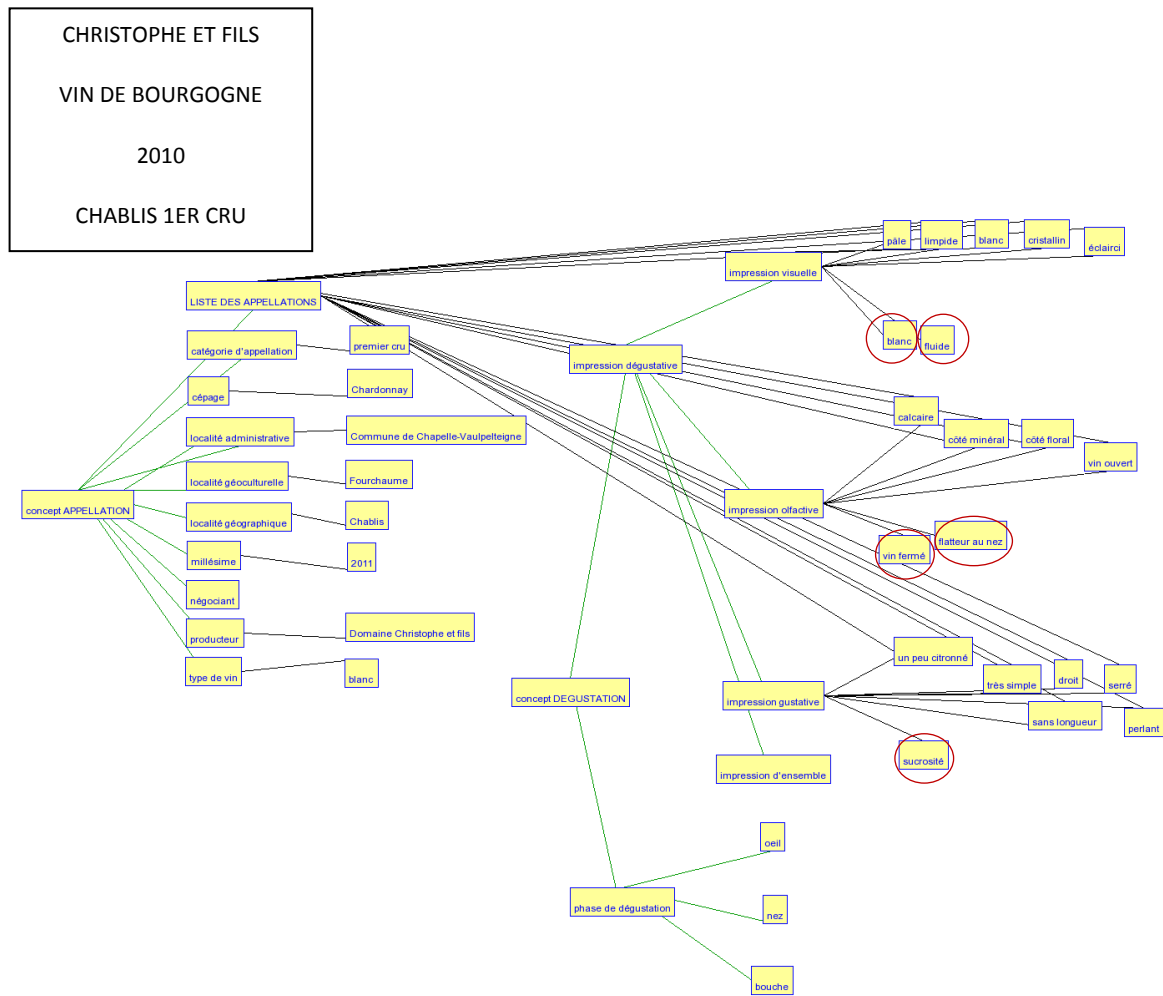 CHRISTOPHE ET FILS
VIN DE BOURGOGNE
2010
CHABLIS 1ER CRU
pâle
limpide
blanc
cristallin
éclairci
impression visuelle
LISTE DES APPELLATIONS
blanc
fluide
catégorie d'appellation
premier cru
impression dégustative
cépage
Chardonnay
calcaire
localité administrative
Commune de Chapelle-Vaulpelteigne
côté minéral
côté floral
vin ouvert
localité géoculturelle
Fourchaume
concept APPELLATION
impression olfactive
localité géographique
Chablis
flatteur au nez
vin fermé
millésime
2011
négociant
producteur
Domaine Christophe et fils
un peu citronné
type de vin
blanc
très simple
droit
serré
concept DEGUSTATION
impression gustative
sans longueur
perlant
impression d'ensemble
sucrosité
oeil
phase de dégustation
nez
bouche